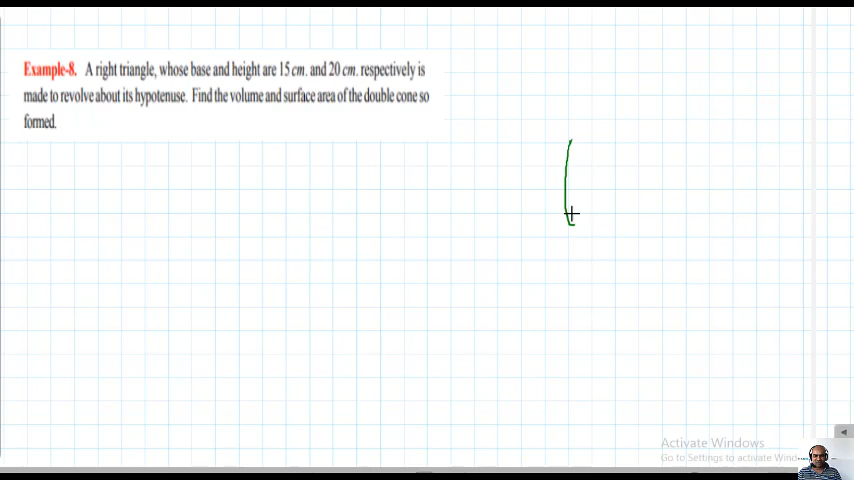 Example-8. A right triangle, whose base and height are 15 cm. and 20 cm. respectively is
made to revolve about its hypotenuse. Find the volume and surface area of the double cone so
formed.
Activate Windows
Go to Settings to activate Wind